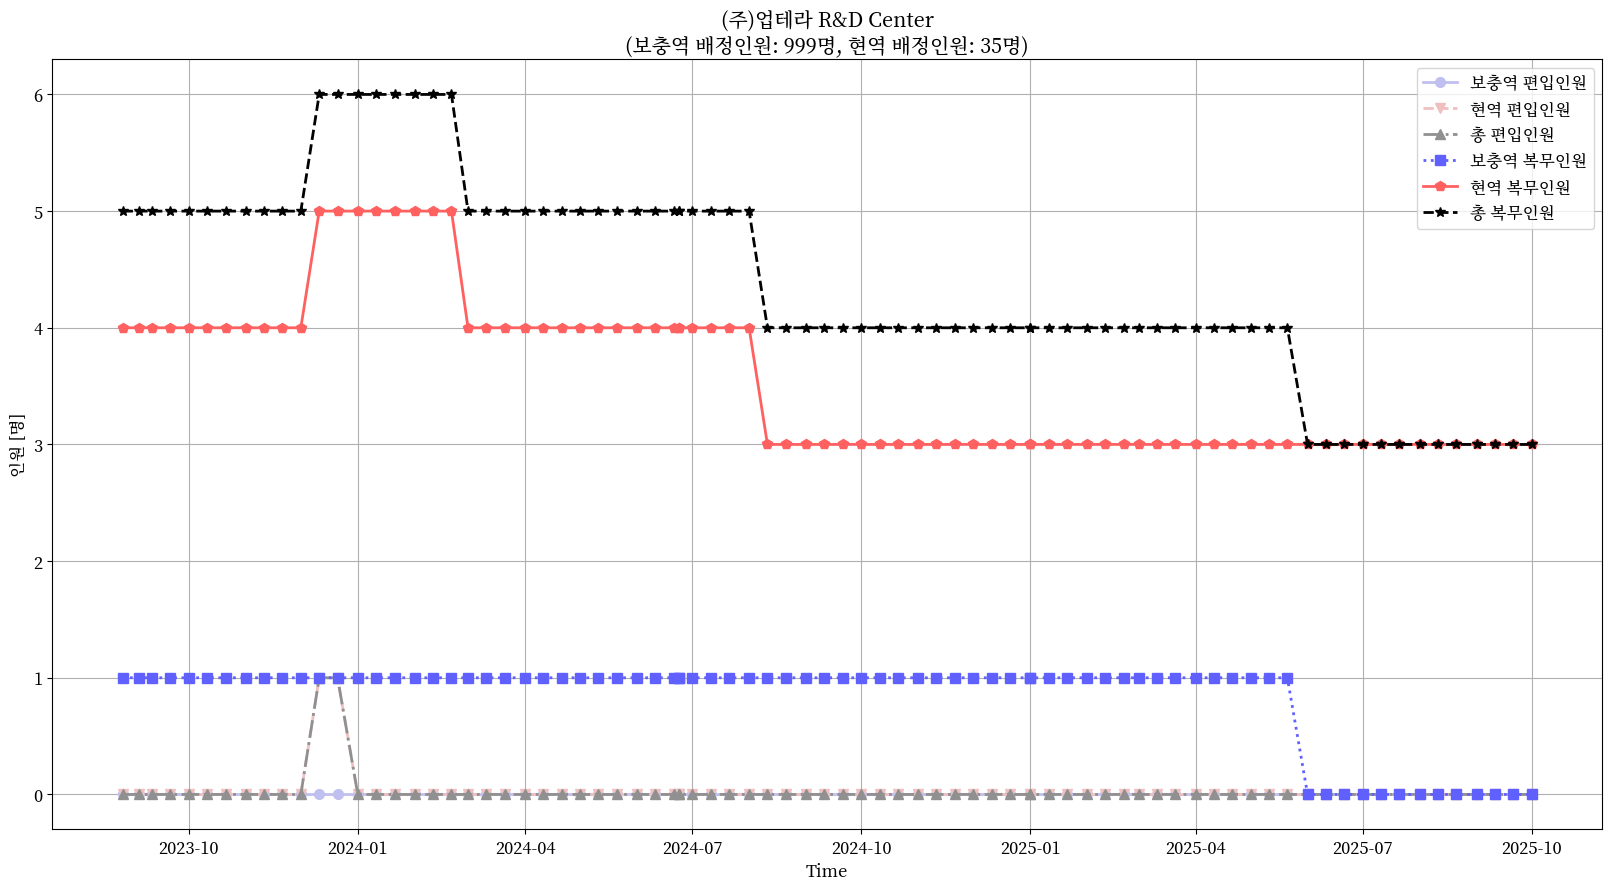 (주)업테라 R&D Center
(보충역 배정인원: 999명, 현역 배정인원: 35명)
보충역 편입인원
현역 편입인원
총 편입인원
보충역 복무인원
현역 복무인원
총 복무인원
인원 [명]
6
5
4
3
2
1
0
2023-10
2024-01
2024-04
2024-07
2024-10
2025-01
2025-04
2025-07
2025-10
Time